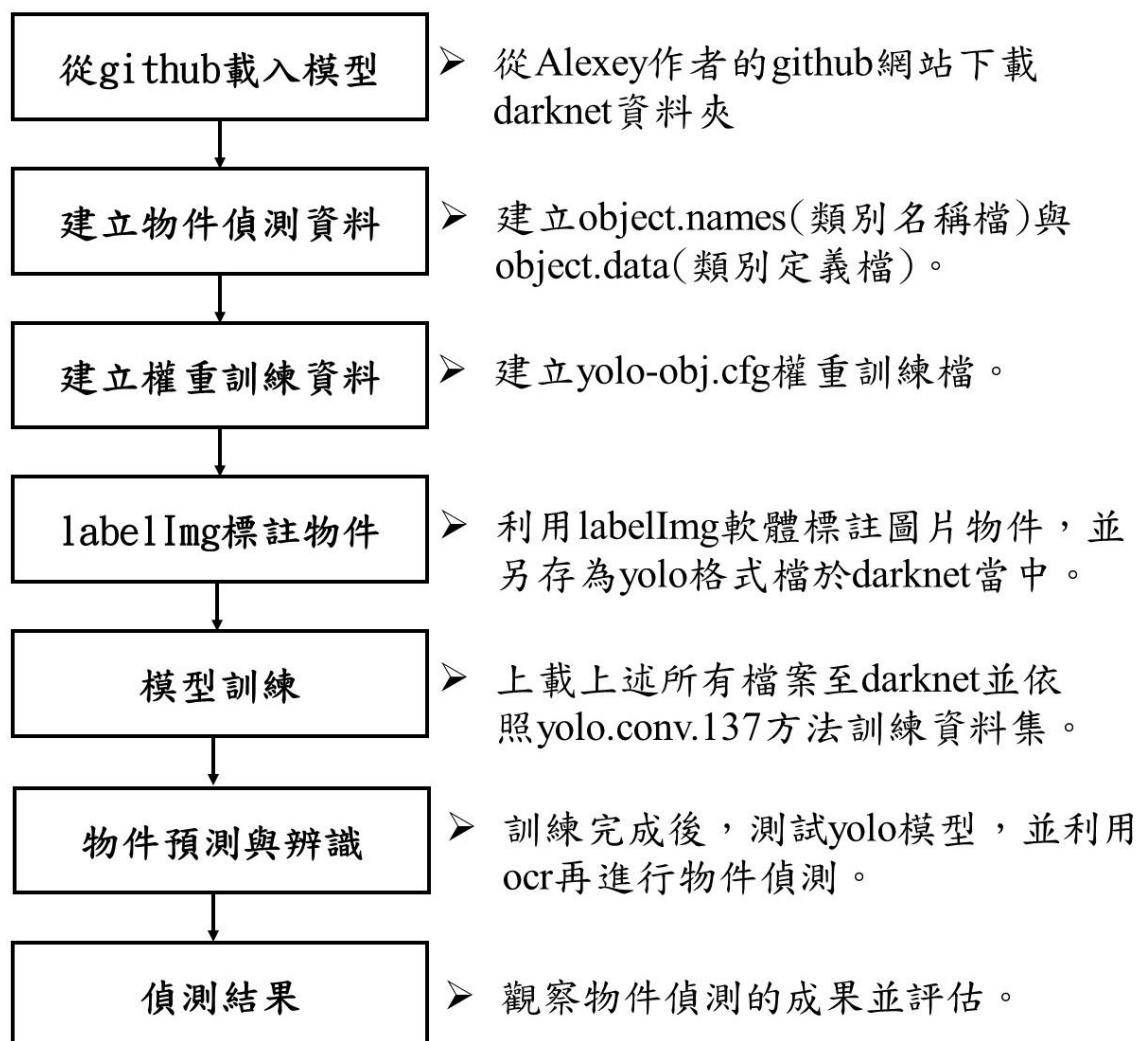 從github載入模型
➢ 從Alexey作者的github網站下載
darknet資料夾
建立物件偵測資料
➢ 建立object.names(類別名稱檔)與
object.data(類別定義檔)。
建立權重訓練資料
➢ 建立yolo-obj.cfg權重訓練檔。
labelImg標註物件
➢ 利用labelImg軟體標註圖片物件，並
另存為yolo格式檔於darknet當中。
模型訓練
➢ 上載上述所有檔案至darknet並依
照yolo.conv.137方法訓練資料集。
物件預測與辨識
➢ 訓練完成後，測試yolo模型，並利用
ocr再進行物件偵測。
偵測結果
➢ 觀察物件偵測的成果並評估。